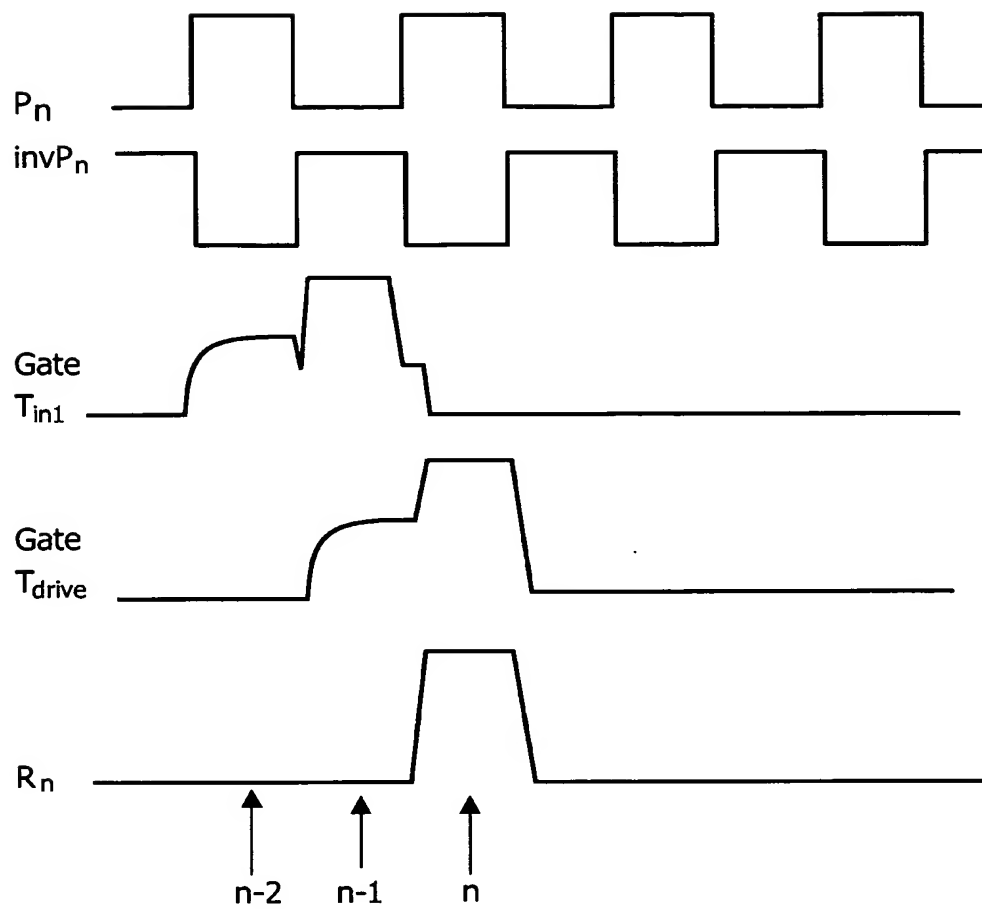 Pn
invPn
Gate
Tin1
Gate
Tdrive
Rn
n-2 n-1 n